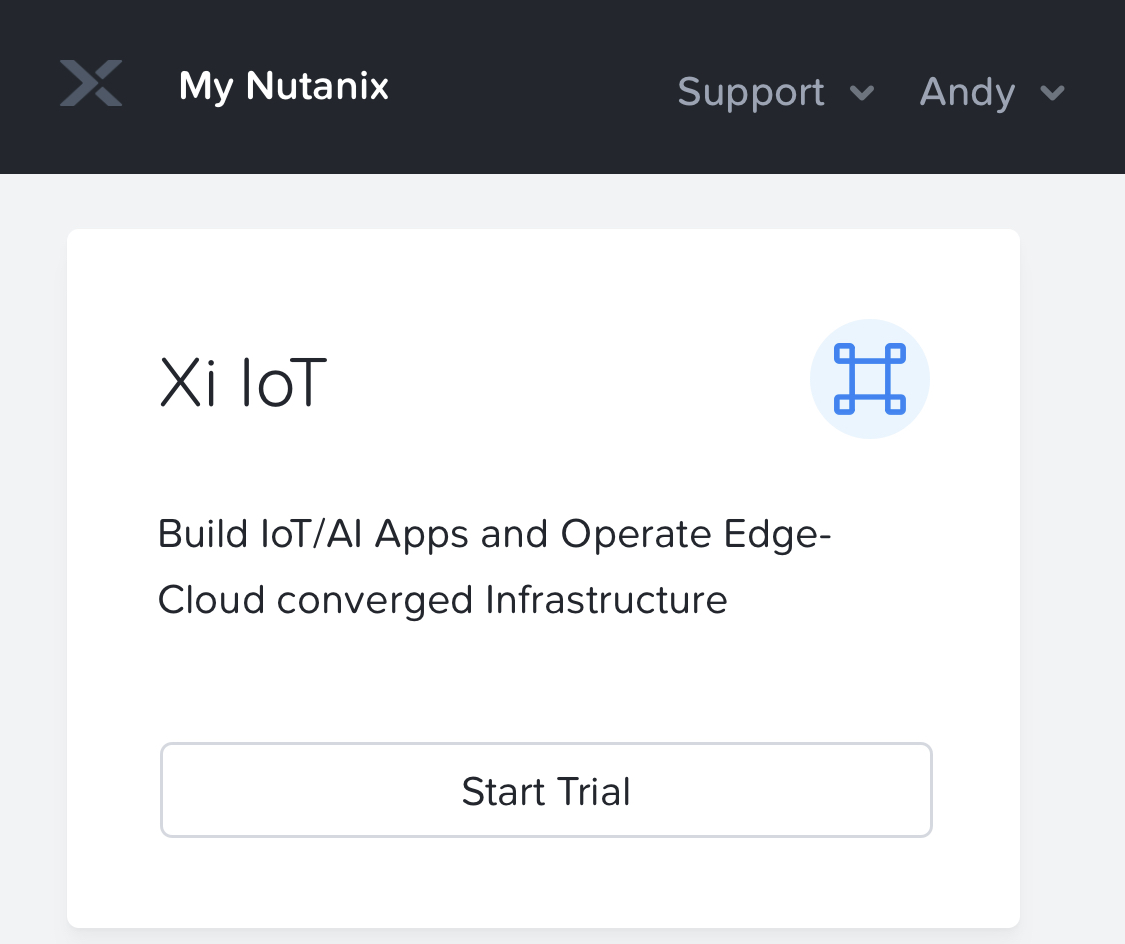 My Nutanix
Support
Andy
Xi IoT
Build IoT/AI Apps and Operate Edge-
Cloud converged Infrastructure
Start Trial